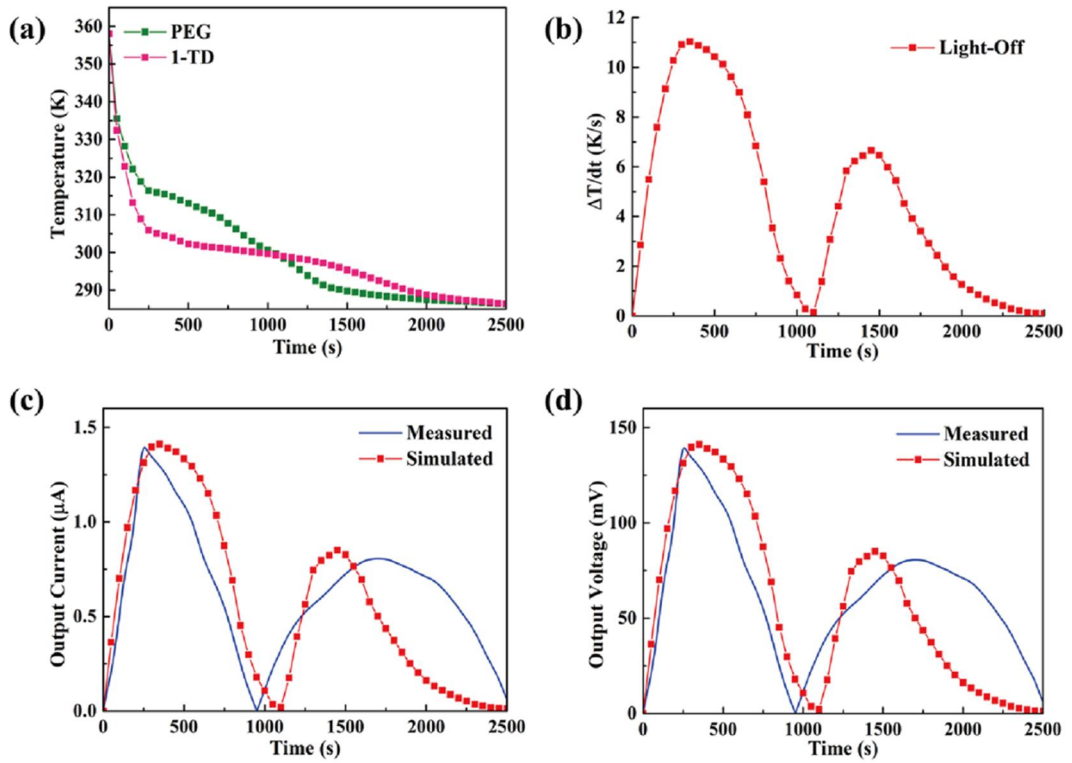 (a)
PEG
1-TD
Temperature (K)
360
350
340
330
320
310
300
290
0 500 1000 1500 2000 2500
Time (s)
(b)
Light-Off
ΔT/dt (K/s)
12
10
8
6
4
2
0
0 500 1000 1500 2000 2500
Time (s)
(c)
Measured
Simulated
Output Current (μA)
1.5
1.0
0.5
0.0
0 500 1000 1500 2000 2500
Time (s)
(d)
Measured
Simulated
Output Voltage (mV)
150
100
50
0
0 500 1000 1500 2000 2500
Time (s)